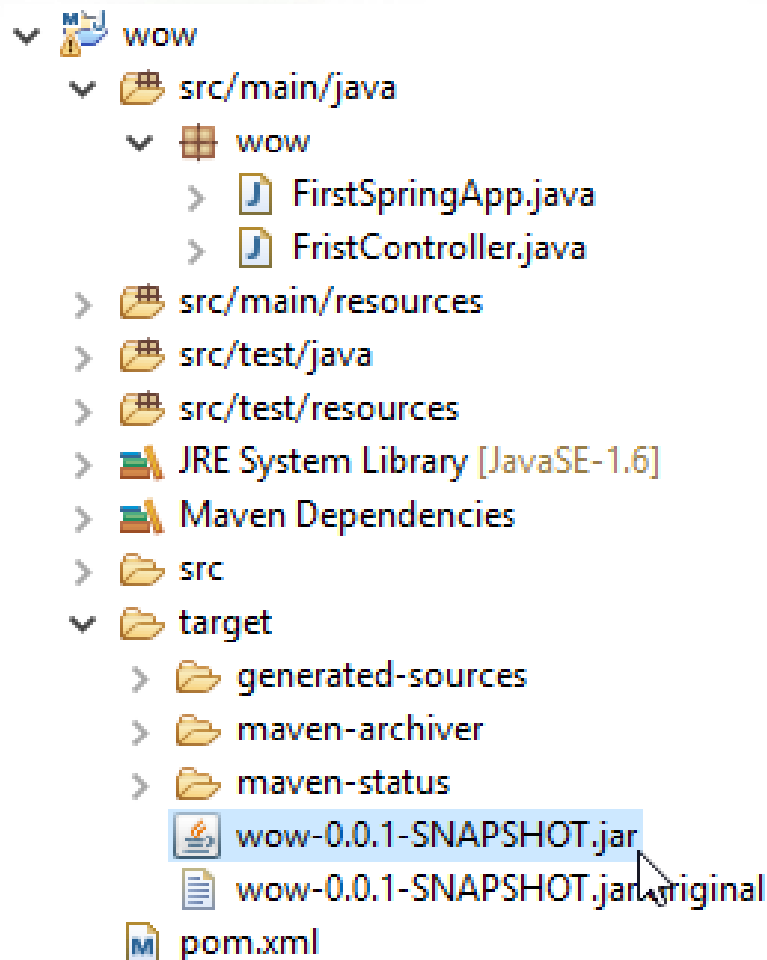 wow
src/main/java
wow
FirstSpringApp.java
FristController.java
src/main/resources
src/test/java
src/test/resources
JRE System Library [JavaSE-1.6]
Maven Dependencies
src
target
generated-sources
maven-archiver
maven-status
wow-0.0.1-SNAPSHOT.jar
wow-0.0.1-SNAPSHOT.jar.original
pom.xml